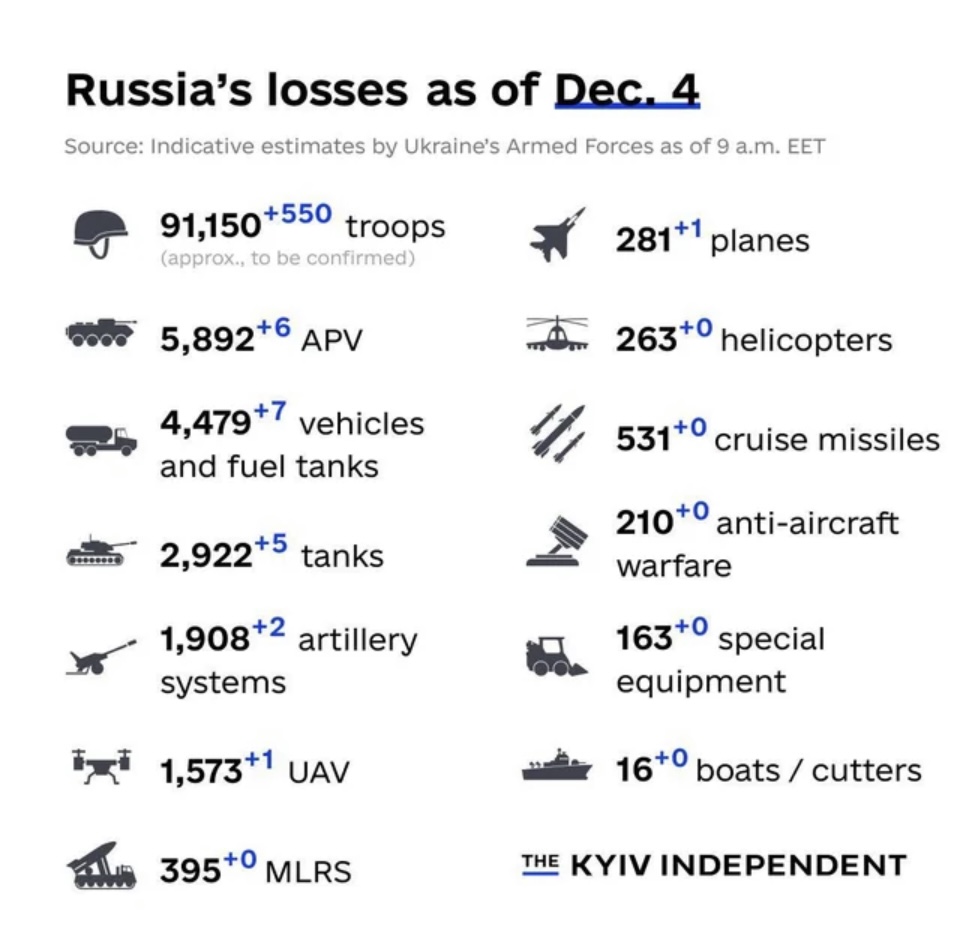 Russia's losses as of Dec. 4
Source: Indicative estimates by Ukraine's Armed Forces as of 9 a.m. EET
91,150+550 troops
(approx., to be confirmed)
5,892+6 APV
4,479+7 vehicles
and fuel tanks
2,922+5 tanks
1,908+2 artillery
systems
1,573+1 UAV
395+0 MLRS
281+1 planes
263+0 helicopters
531+0 cruise missiles
210+0 anti-aircraft
warfare
163+0 special
equipment
16+0 boats / cutters
THE KYIV INDEPENDENT